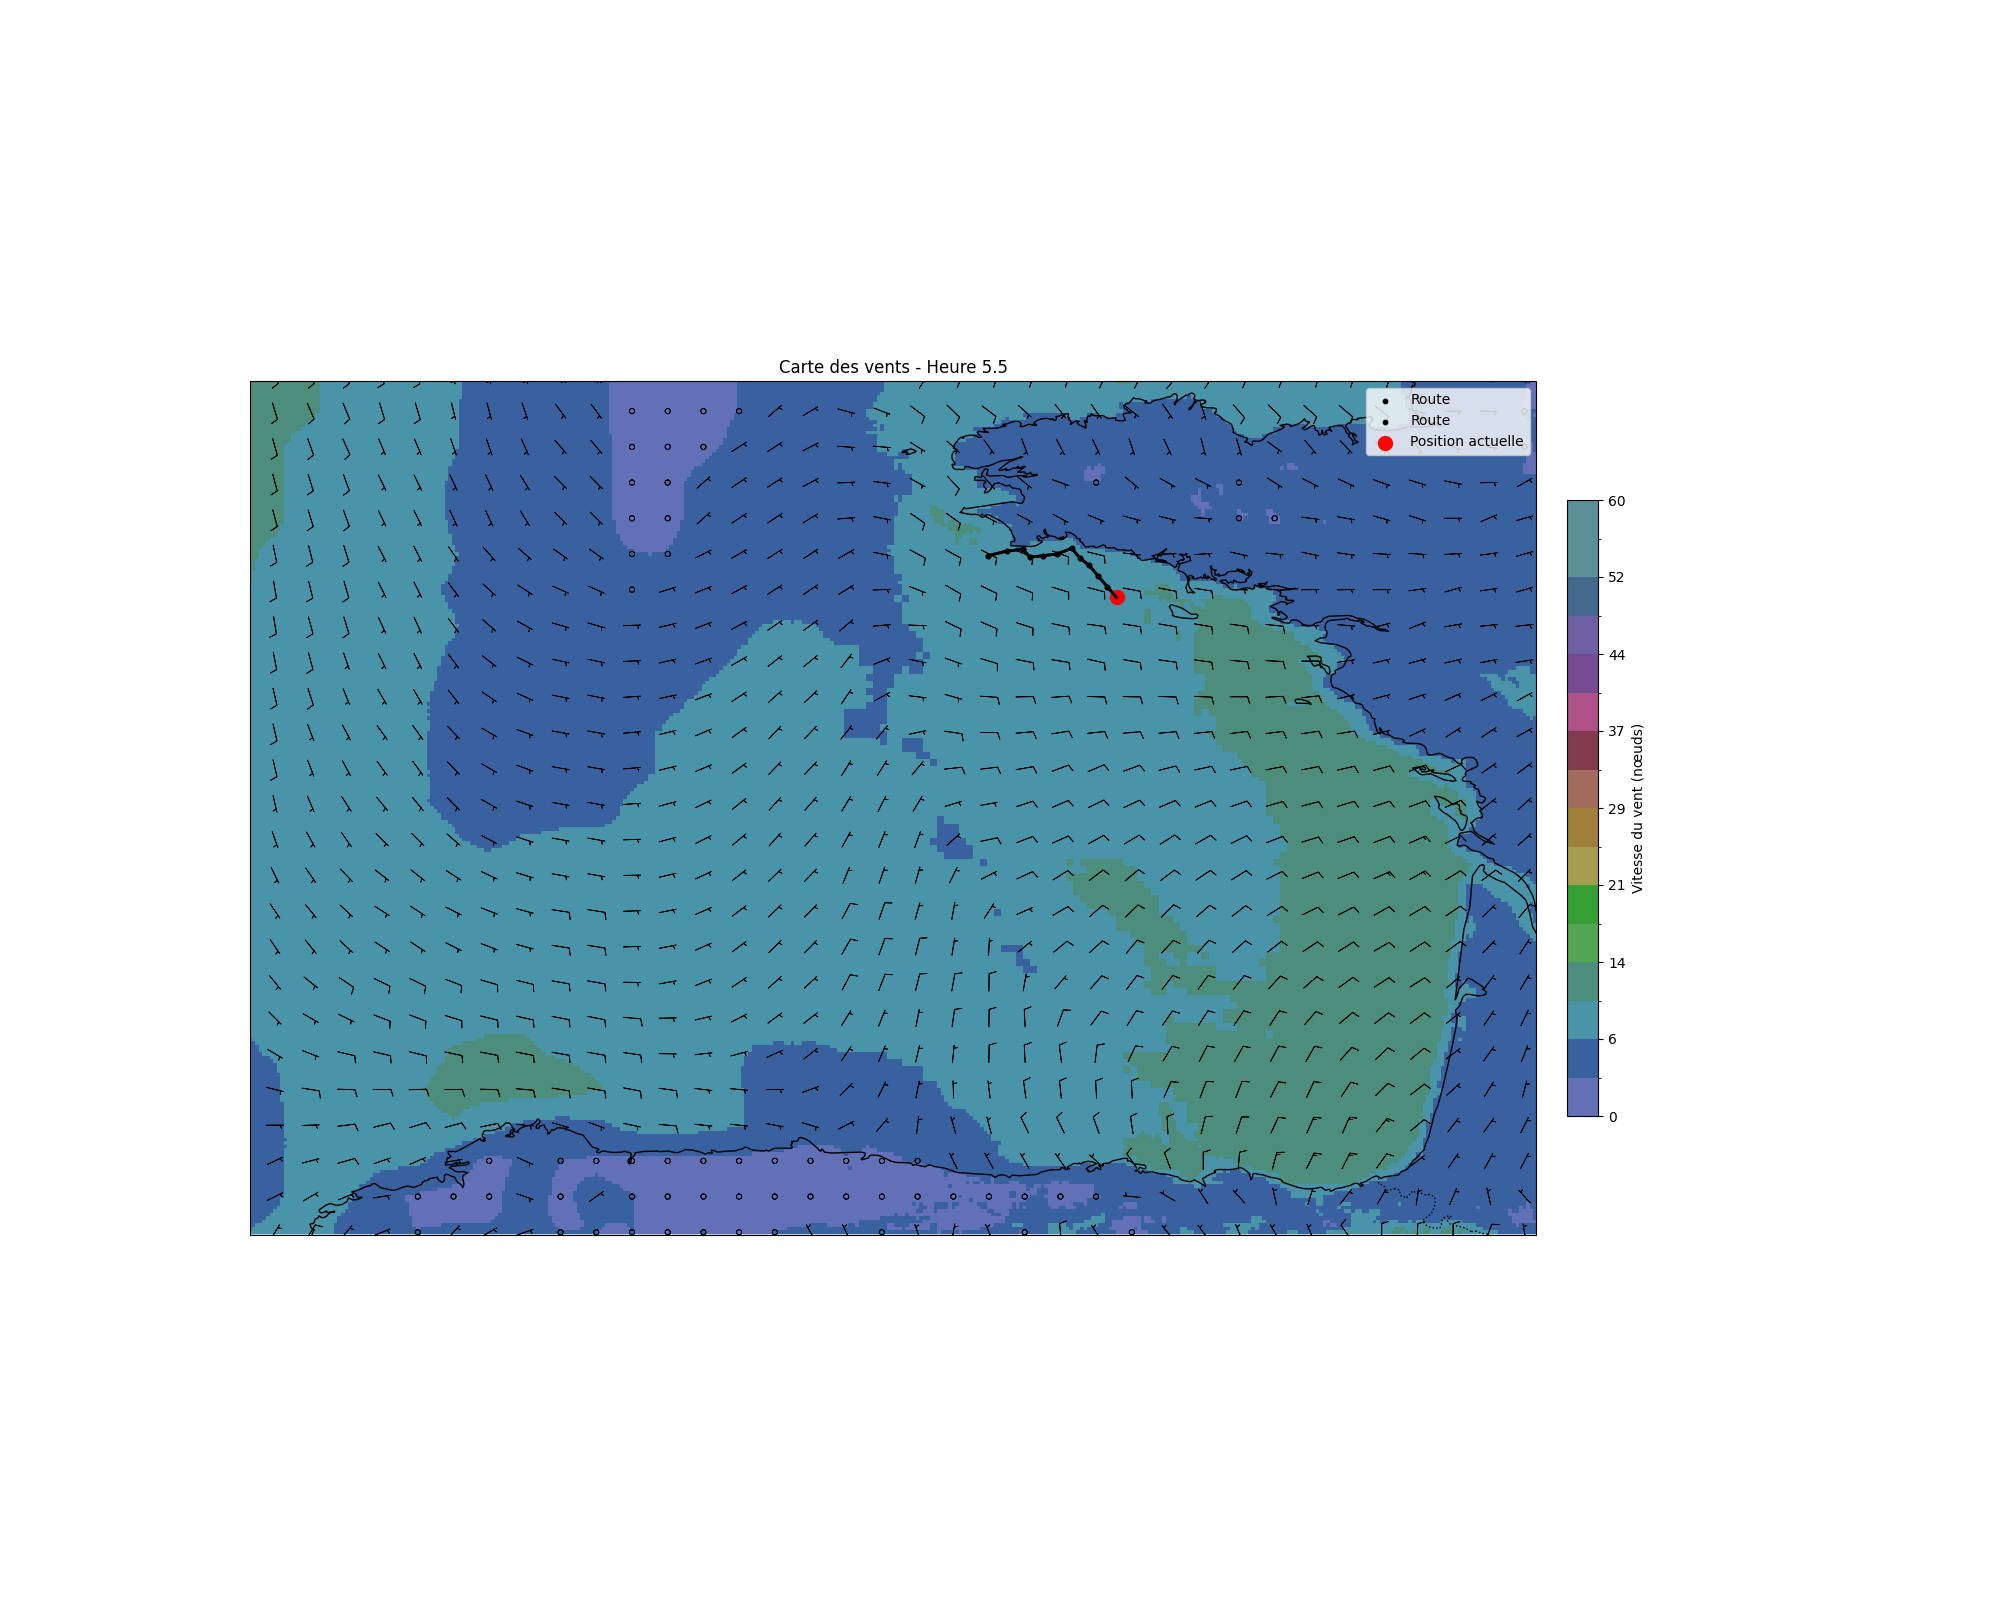 Carte des vents - Heure 5.5
Route
Route
Position actuelle
60
52
44
37
29
21
14
6
0
Vitesse du vent (nœuds)